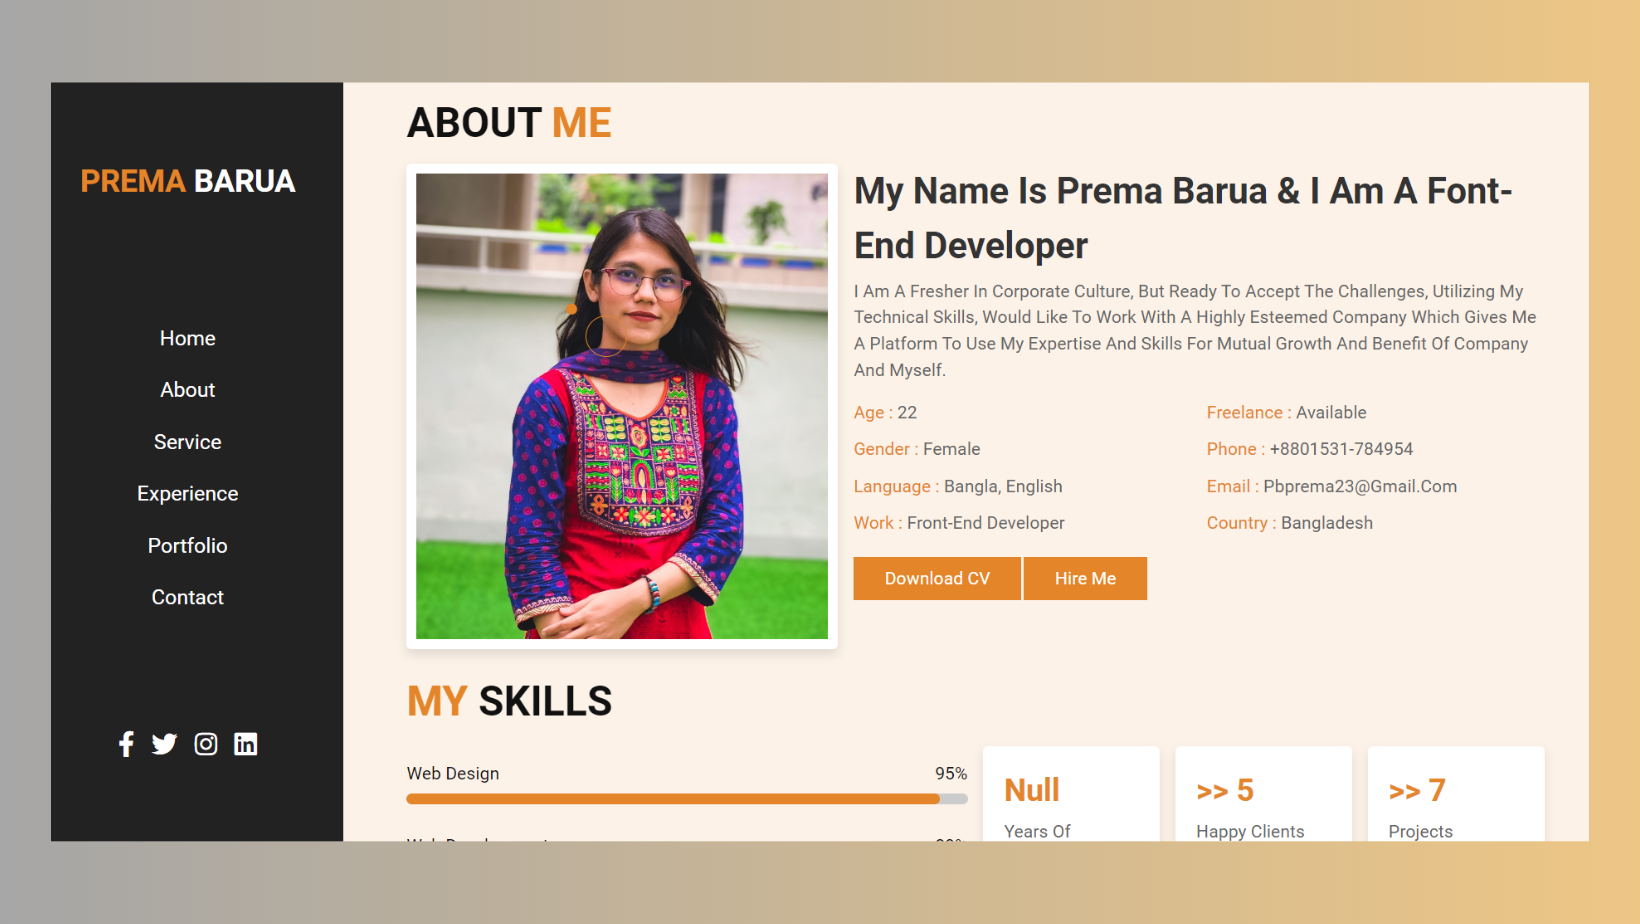 PREMA BARUA
Home
About
Service
Experience
Portfolio
Contact
ABOUT ME
My Name Is Prema Barua & I Am A Font-
End Developer
I Am A Fresher In Corporate Culture, But Ready To Accept The Challenges, Utilizing My
Technical Skills, Would Like To Work With A Highly Esteemed Company Which Gives Me
A Platform To Use My Expertise And Skills For Mutual Growth And Benefit Of Company
And Myself.
Age : 22
Freelance : Available
Gender : Female
Phone : +8801531-784954
Language : Bangla, English
Email : Pbprema23@Gmail.Com
Work : Front-End Developer
Country : Bangladesh
Download CV
Hire Me
MY SKILLS
Web Design 95%
Null
Years Of
>> 5
Happy Clients
>> 7
Projects